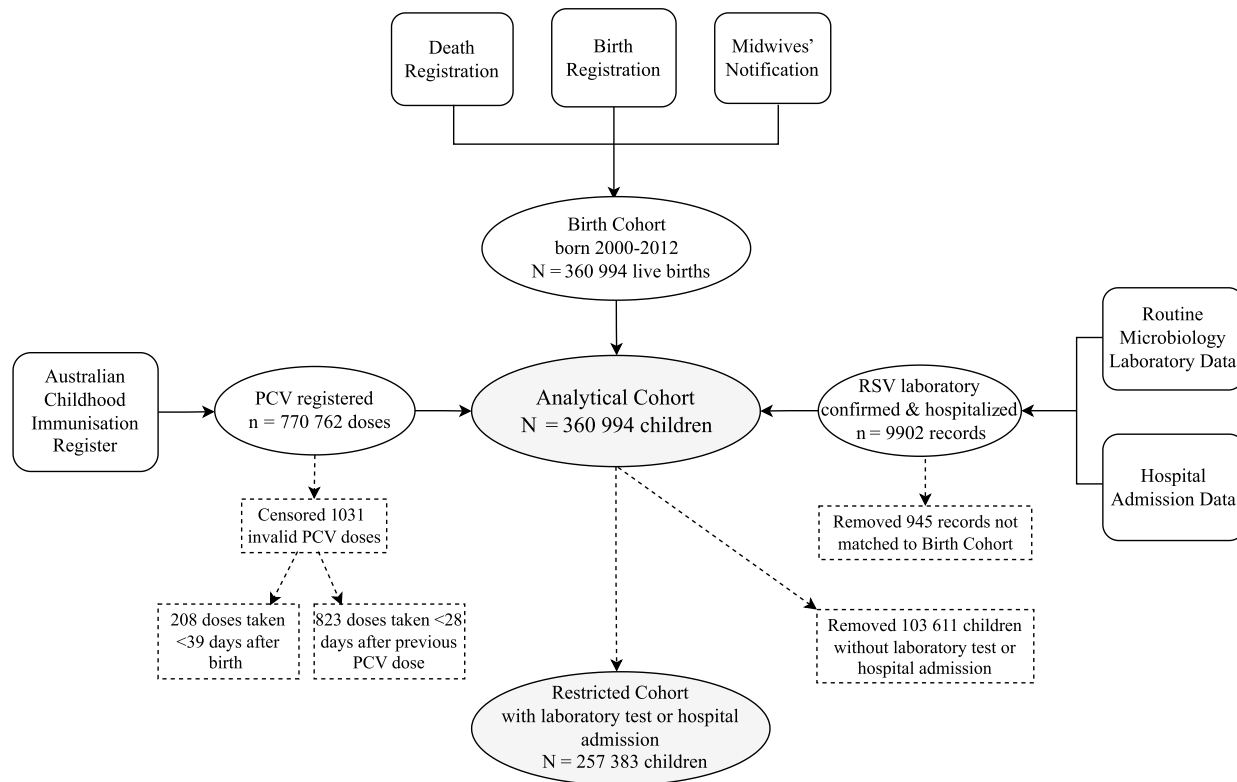 Death
Registration
Birth
Registration
Midwives'
Notification
Birth Cohort
born 2000-2012
N = 360 994 live births
Australian
Childhood
Immunisation
Register
PCV registered
n = 770 762 doses
Analytical Cohort
N = 360 994 children
RSV laboratory
confirmed & hospitalized
n = 9902 records
Routine
Microbiology
Laboratory Data
Hospital
Admission Data
Censored 1031
invalid PCV doses
Removed 945 records not
matched to Birth Cohort
208 doses taken
<39 days after
birth
823 doses taken <28
days after previous
PCV dose
Removed 103 611 children
without laboratory test or
hospital admission
Restricted Cohort
with laboratory test or hospital
admission
N = 257 383 children